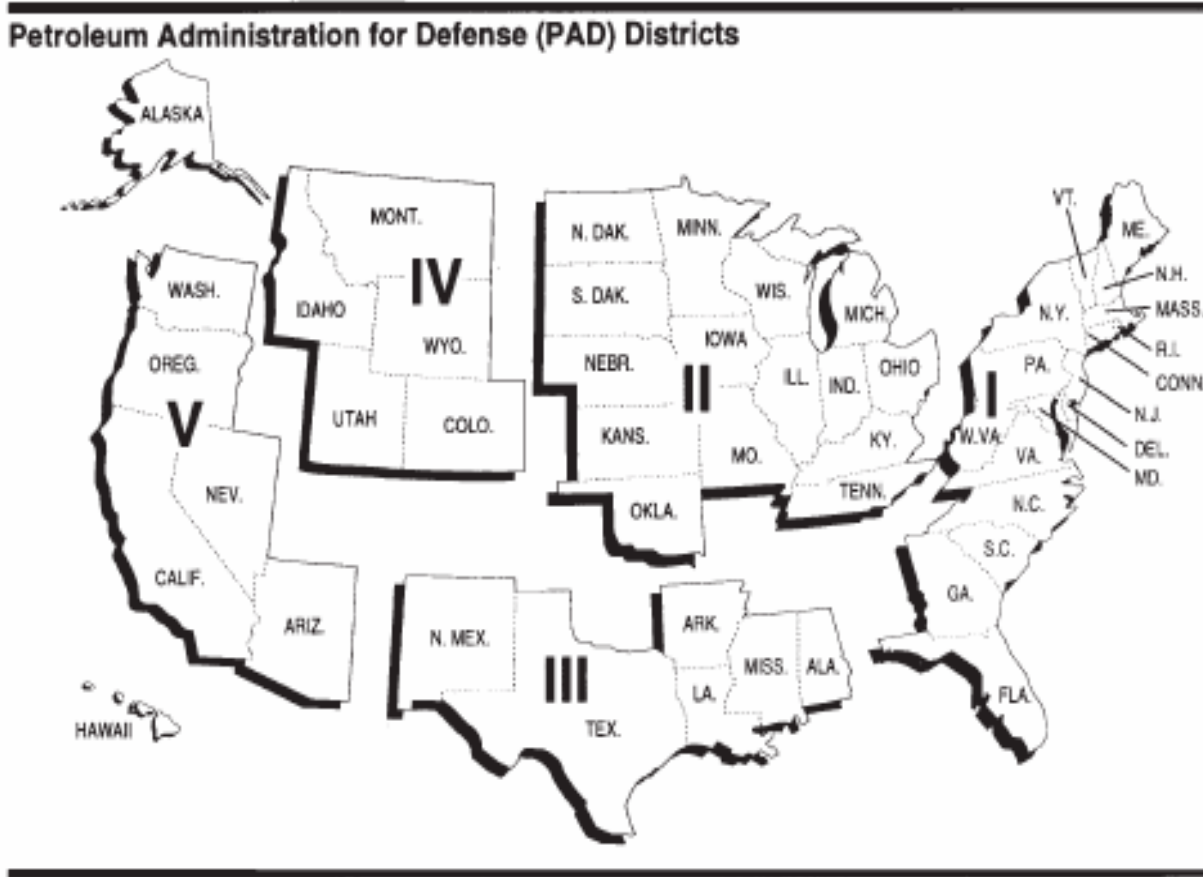 Petroleum Administration for Defense (PAD) Districts
ALASKA
VT.
ME.
MONT.
N. DAK.
MINN.
N.H.
WASH.
IV
S. DAK.
WIS.
MICH.
N.Y.
MASS.
IDAHO
WYO.
IOWA
R.I.
OREG.
NEBR.
II
ILL.
IND.
OHIO
PA.
CONN
V
UTAH
COLO.
KANS.
MO.
KY.
I
W.VA.
VA.
N.J.
DEL.
MD.
NEV.
OKLA.
TENN.
N.C.
S.C.
CALIF.
ARIZ.
N. MEX.
III
TEX.
ARK.
LA.
MISS.
ALA.
GA.
FLA.
HAWAII